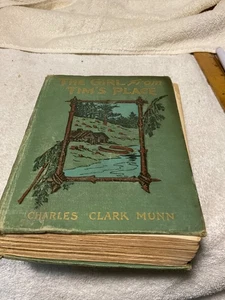 THE GIRL FROM
TIM'S PLACE
CHARLES CLARK MUNN